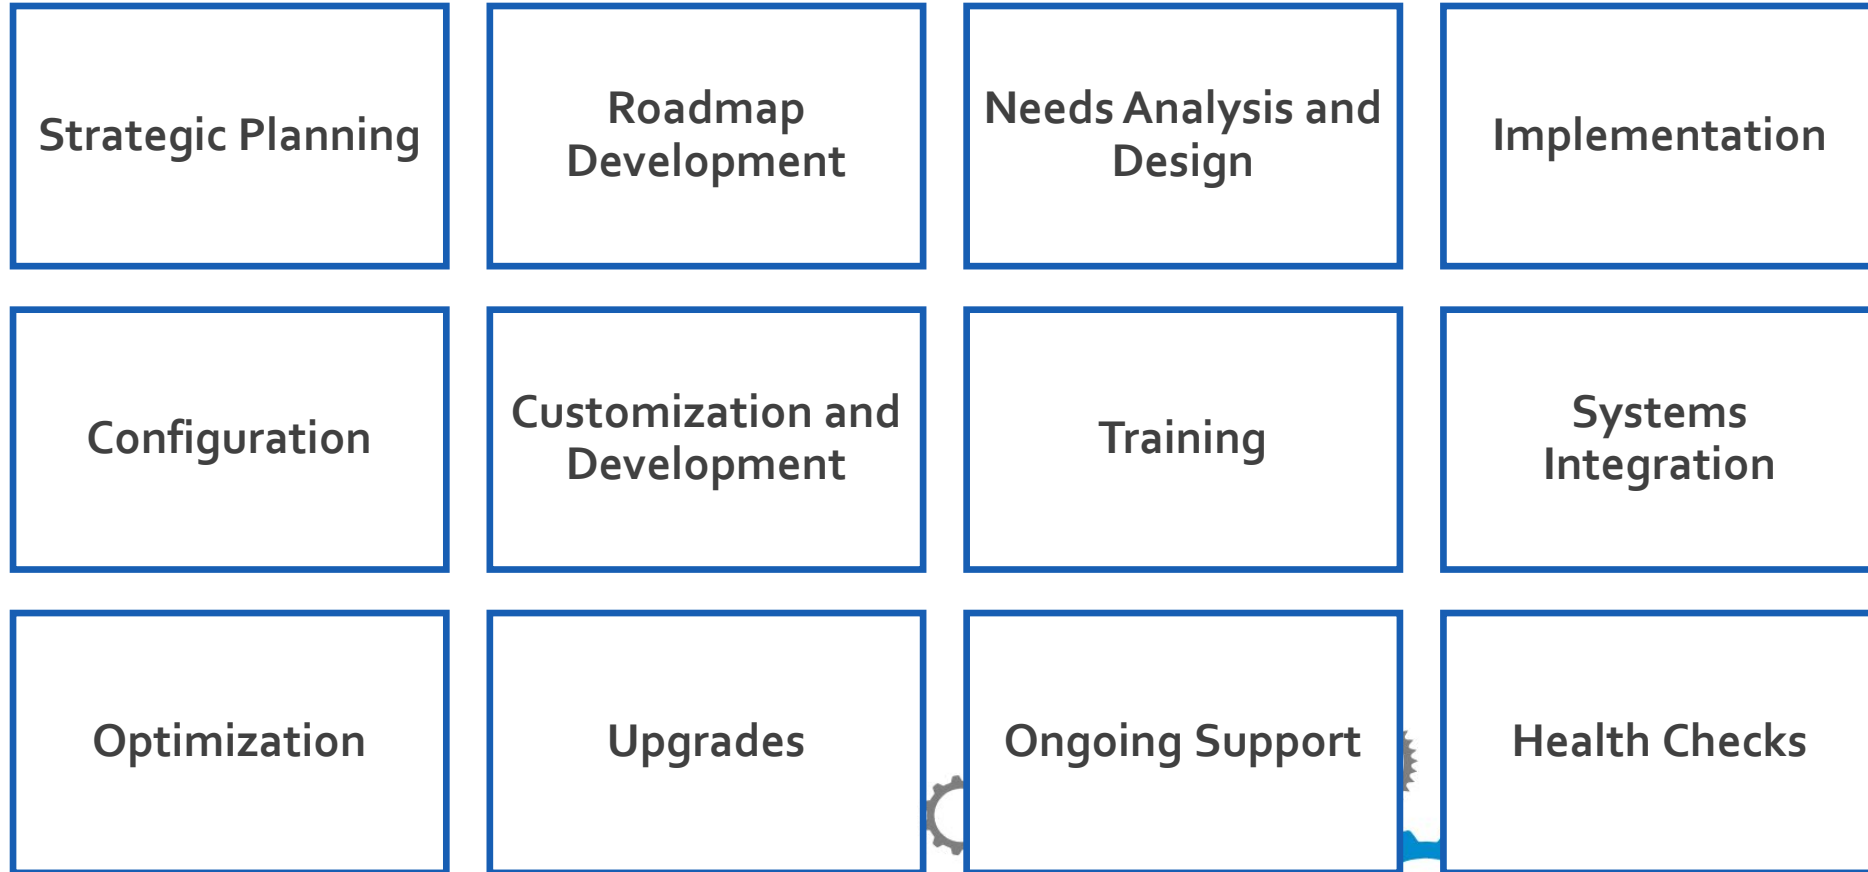 Strategic Planning
Roadmap
Development
Needs Analysis and
Design
Implementation
Configuration
Customization and
Development
Training
Systems
Integration
Optimization
Upgrades
Ongoing Support
Health Checks